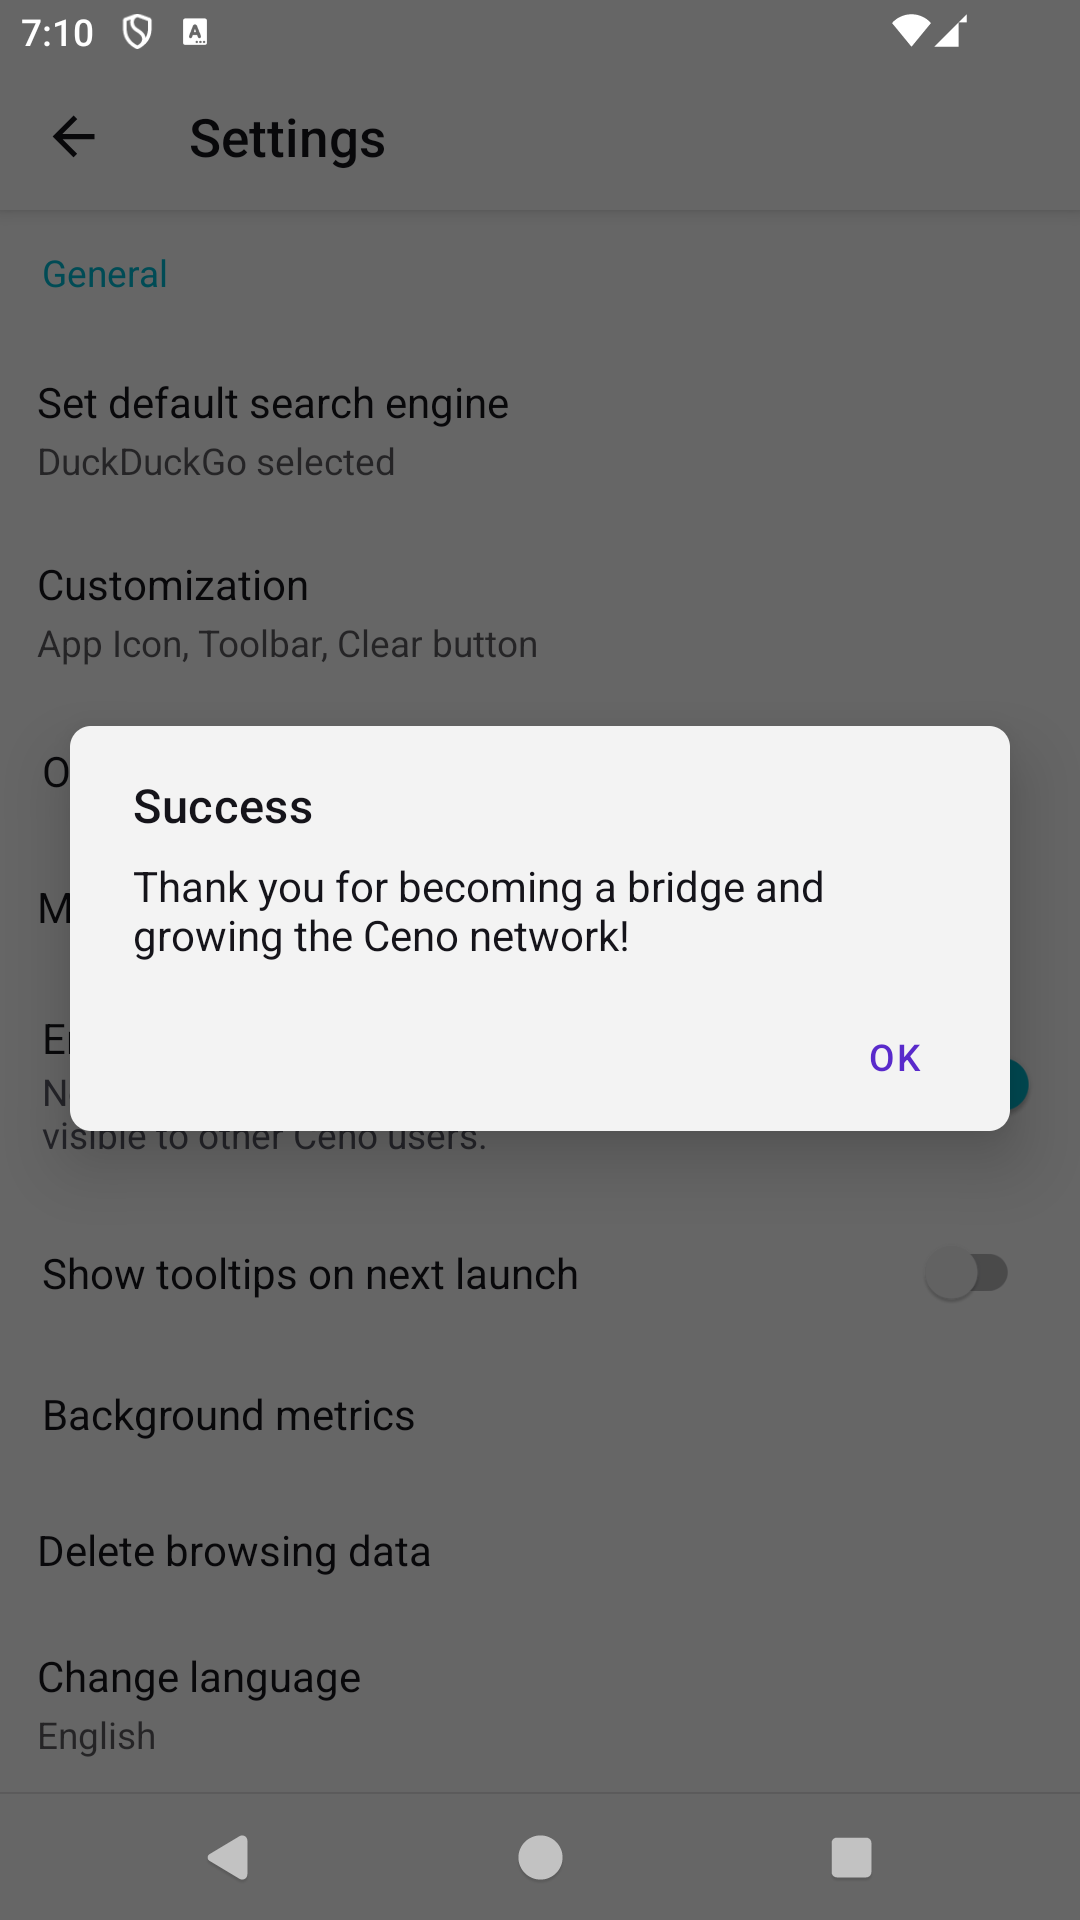 7:10
Settings
General
Set default search engine
DuckDuckGo selected
Customization
App Icon, Toolbar, Clear button
Success
Thank you for becoming a bridge and
growing the Ceno network!
OK
visible to other Ceno users.
Show tooltips on next launch
Background metrics
Delete browsing data
Change language
English